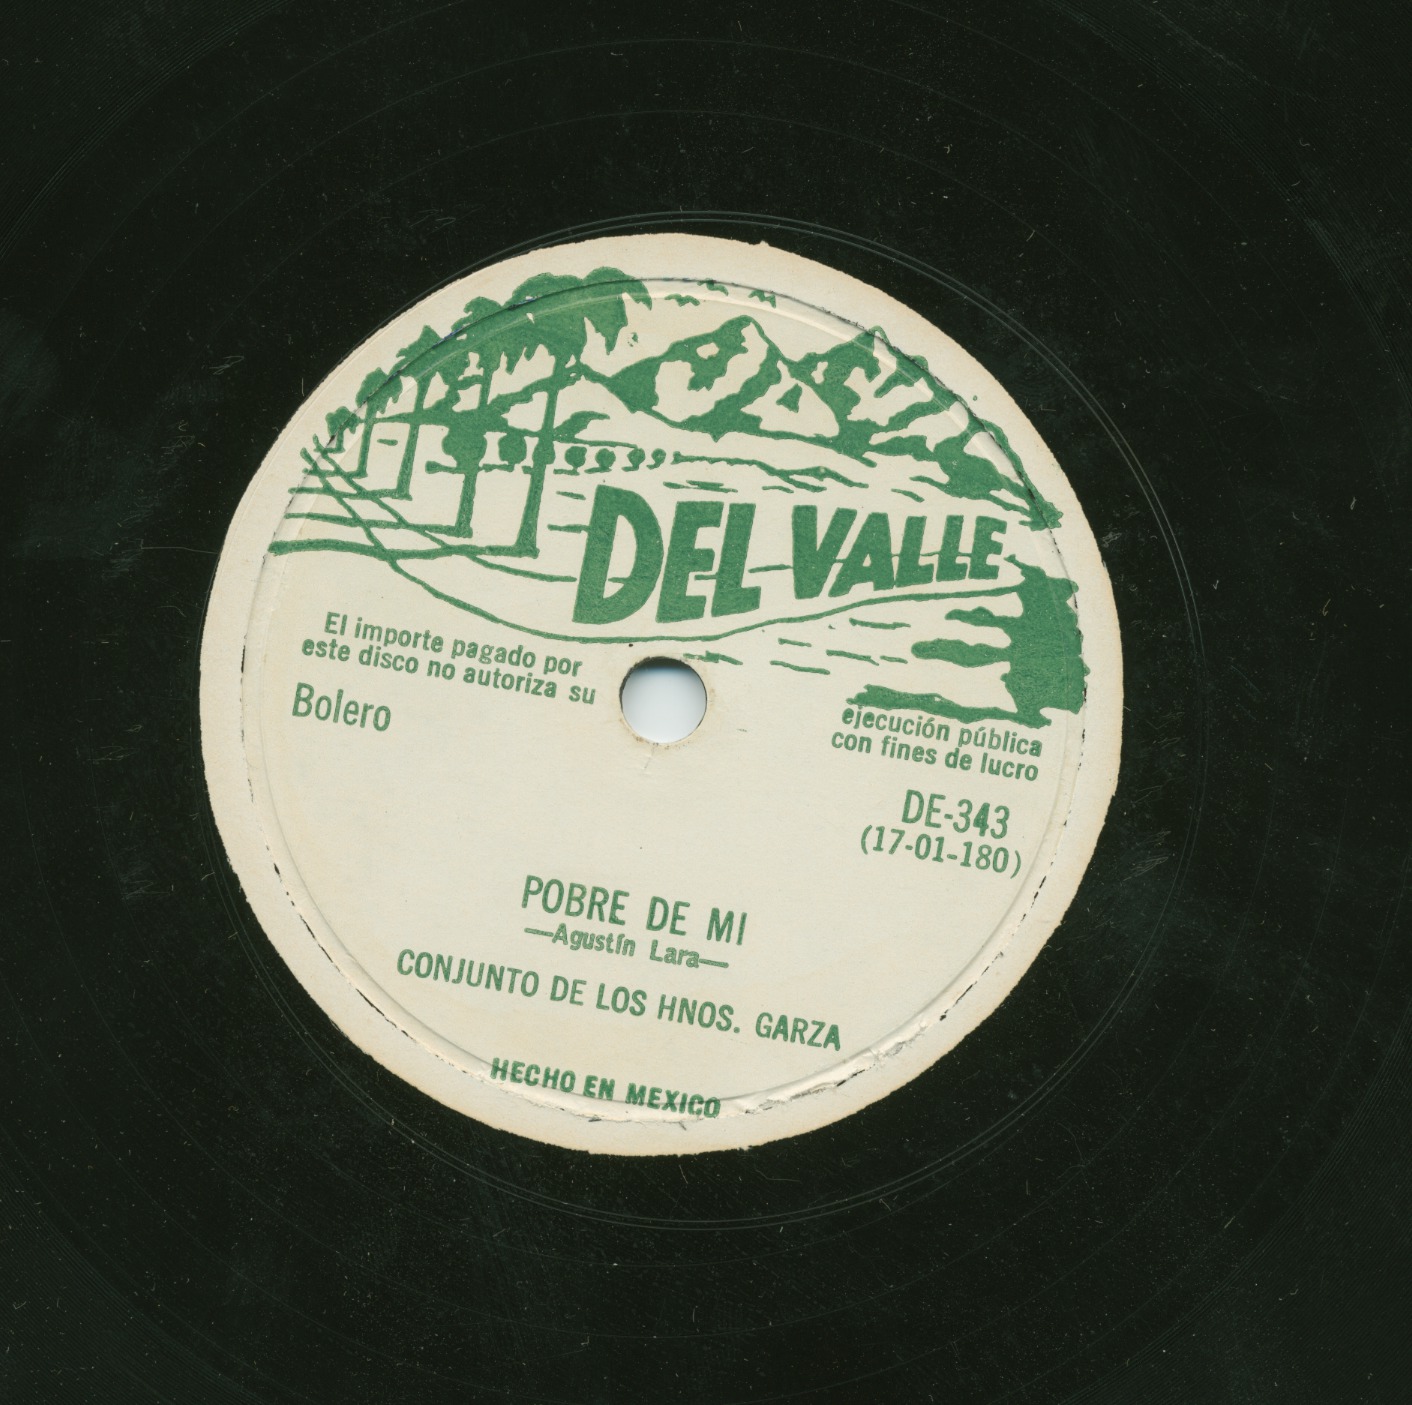 DEL VALLE
El importe pagado por
este disco no autoriza su
Bolero
ejecución pública
con fines de lucro
DE-343
(17-01-180)
POBRE DE MI
—Agustín Lara—
CONJUNTO DE LOS HNOS. GARZA
HECHO EN MEXICO